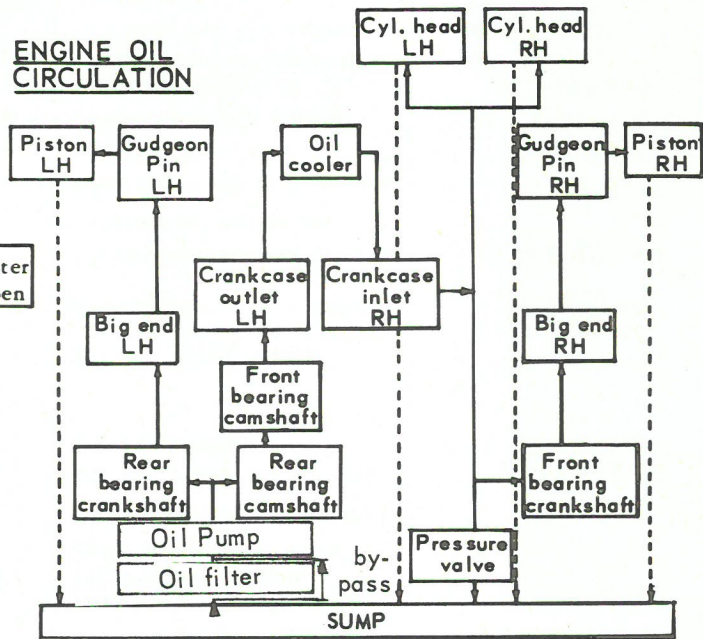 ENGINE OIL
CIRCULATION
Cyl. head
LH
Cyl. head
RH
Piston
LH
Gudgeon
Pin
LH
Oil
cooler
Gudgeon
Pin
RH
Piston
RH
Crankcase
outlet
LH
Crankcase
inlet
RH
Big end
LH
Big end
RH
Front
bearing
camshaft
Rear
bearing
crankshaft
Rear
bearing
camshaft
Front
bearing
crankshaft
Oil Pump
Oil filter
by-
pass
Pressure
valve
SUMP